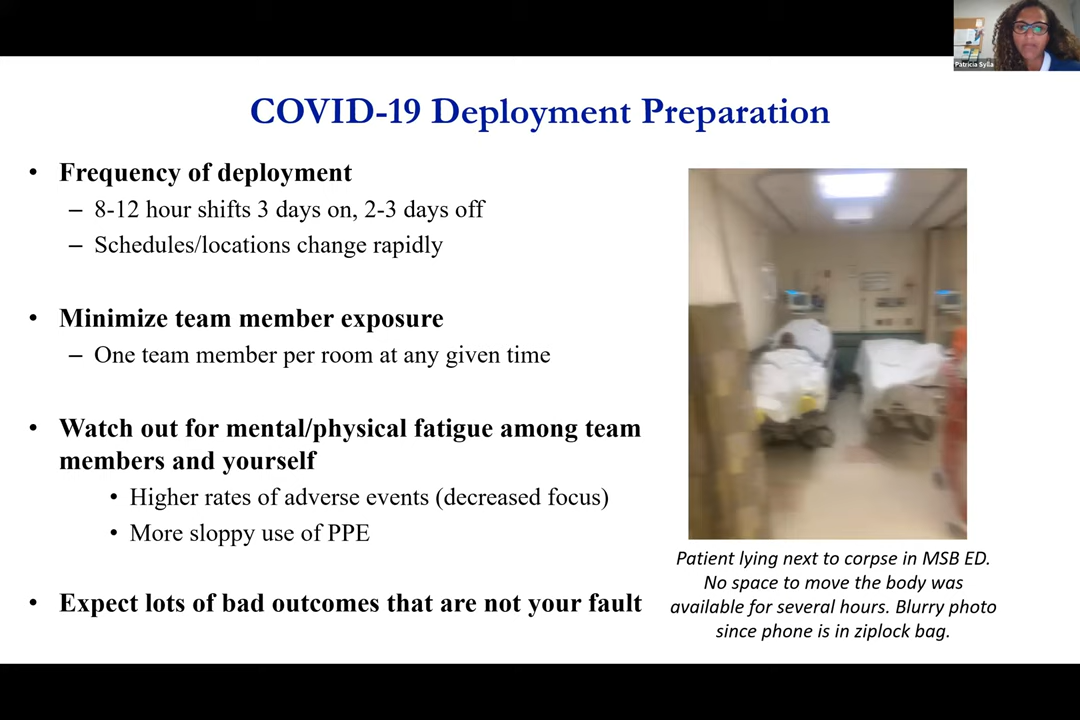 Patricia Sylla
COVID-19 Deployment Preparation
• Frequency of deployment
– 8-12 hour shifts 3 days on, 2-3 days off
– Schedules/locations change rapidly
• Minimize team member exposure
– One team member per room at any given time
• Watch out for mental/physical fatigue among team
members and yourself
• Higher rates of adverse events (decreased focus)
• More sloppy use of PPE
• Expect lots of bad outcomes that are not your fault
Patient lying next to corpse in MSB ED.
No space to move the body was
available for several hours. Blurry photo
since phone is in ziplock bag.